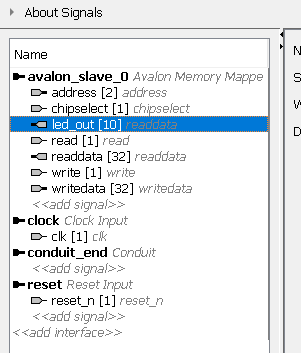 About Signals
Name
avalon_slave_0 Avalon Memory Mappe
address [2] address
chipselect [1] chipselect
led_out [10] readdata
read [1] read
readdata [32] readdata
write [1] write
writedata [32] writedata
<<add signal>>
clock Clock Input
clk [1] clk
conduit_end Conduit
<<add signal>>
reset Reset Input
reset_n [1] reset_n
<<add signal>>
<<add interface>>